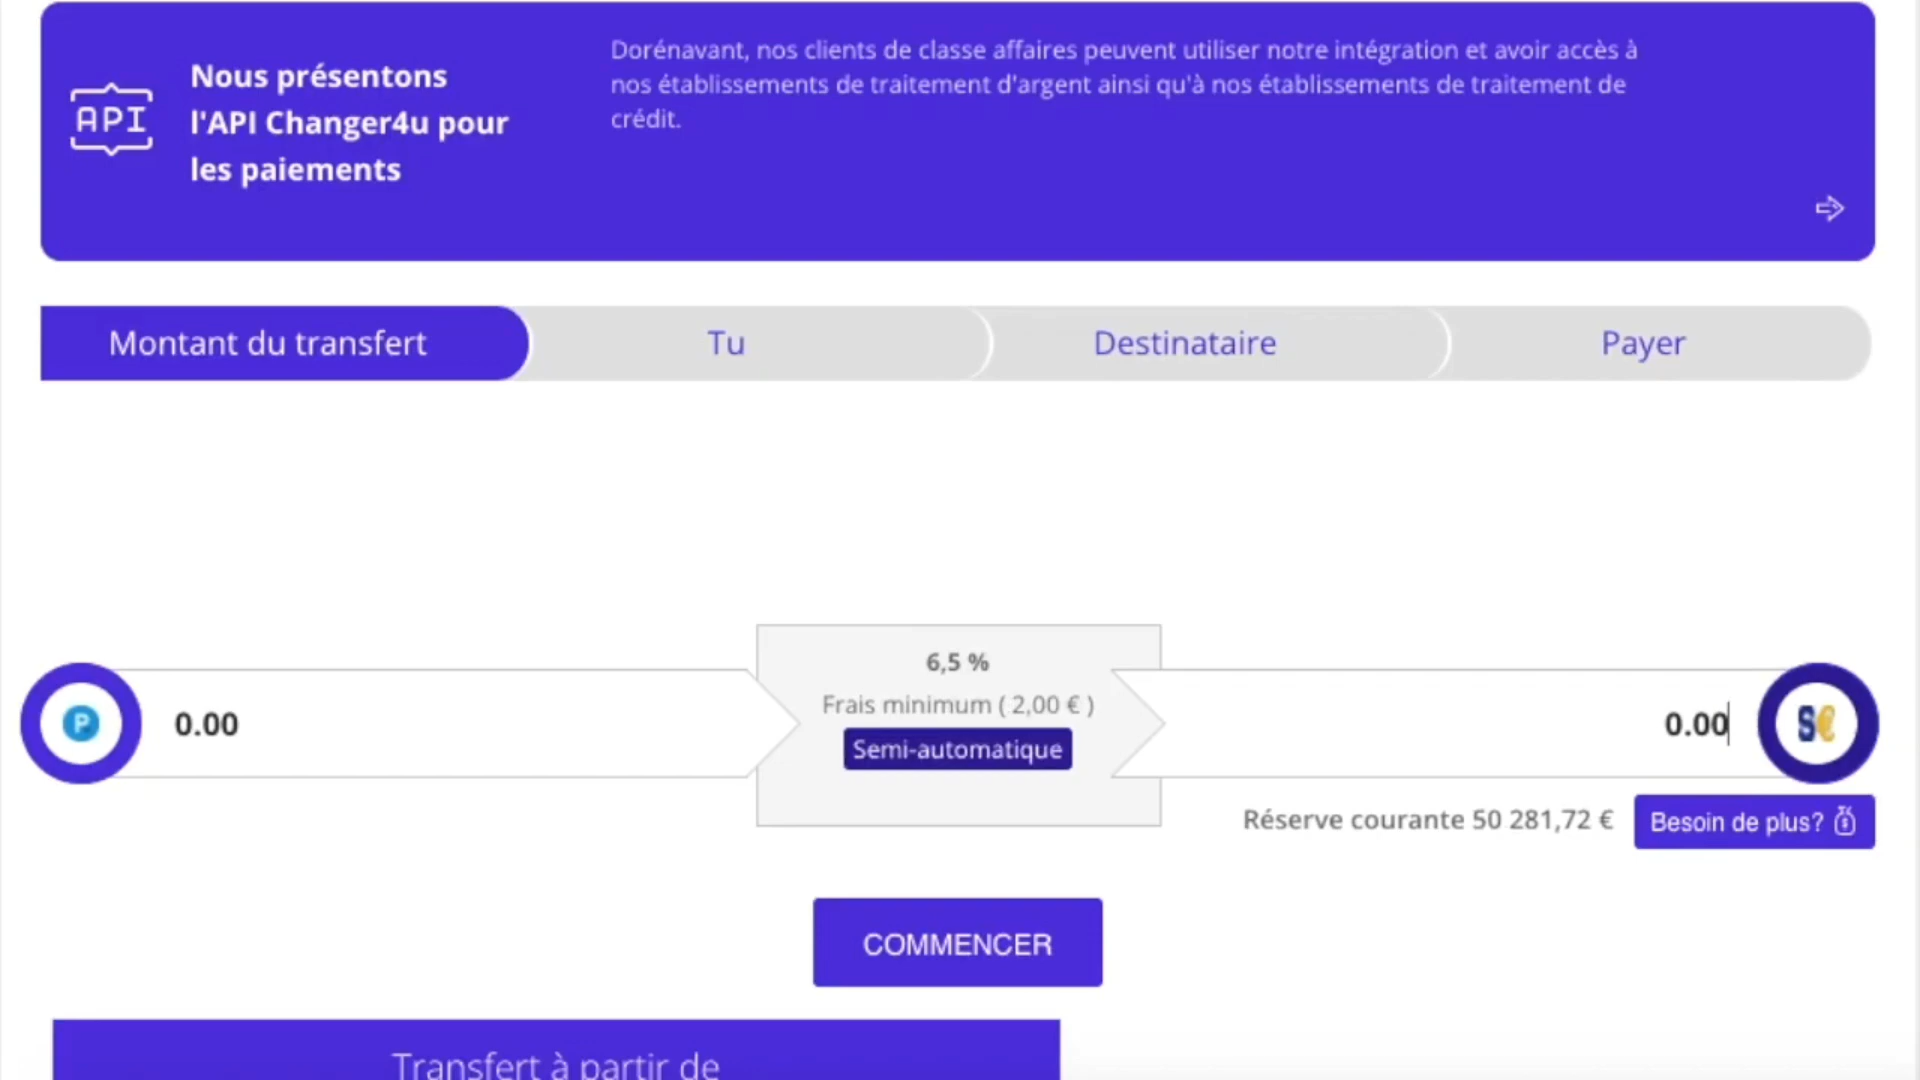 API
Nous présentons
l'API Changer4u pour
les paiements
Dorénavant, nos clients de classe affaires peuvent utiliser notre intégration et avoir accès à
nos établissements de traitement d'argent ainsi qu'à nos établissements de traitement de
crédit.
Montant du transfert
Tu
Destinataire
Payer
6,5 %
Frais minimum ( 2,00 € )
Semi-automatique
P
0.00
0.00
S€
Réserve courante 50 281,72 €
Besoin de plus?
COMMENCER
Transfert à partir de